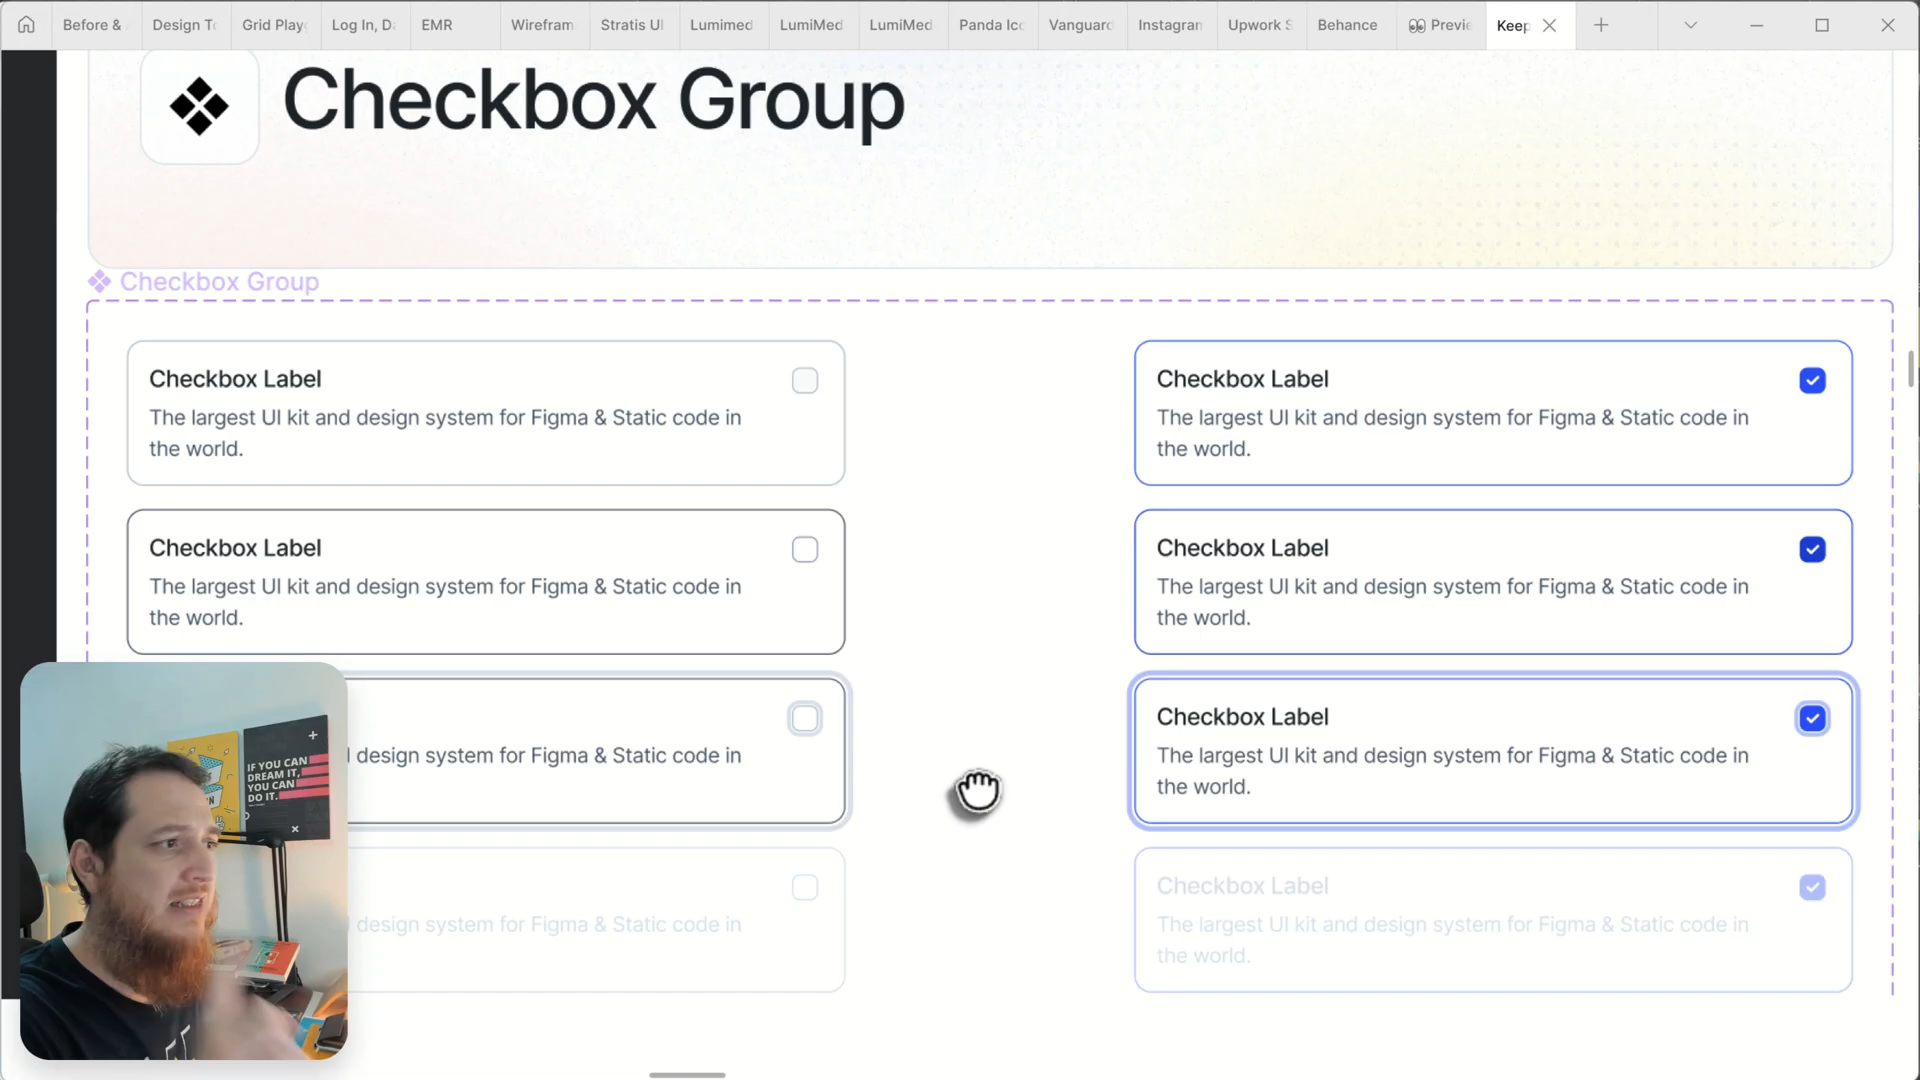 Before &
Design To
Grid Play
Log In, Da
EMR
Wirefram
Stratis UI
Lumimed
LumiMed
LumiMed
Panda Ico
Vanguard
Instagram
Upwork S
Behance
Previe
Keep
Checkbox Group
Checkbox Group
Checkbox Label
The largest UI kit and design system for Figma & Static code in
the world.
Checkbox Label
The largest UI kit and design system for Figma & Static code in
the world.
Checkbox Label
The largest UI kit and design system for Figma & Static code in
the world.
Checkbox Label
The largest UI kit and design system for Figma & Static code in
the world.
design system for Figma & Static code in
Checkbox Label
The largest UI kit and design system for Figma & Static code in
the world.
design system for Figma & Static code in
Checkbox Label
The largest UI kit and design system for Figma & Static code in
the world.
IF YOU CAN
DREAM IT,
YOU CAN
DO IT.